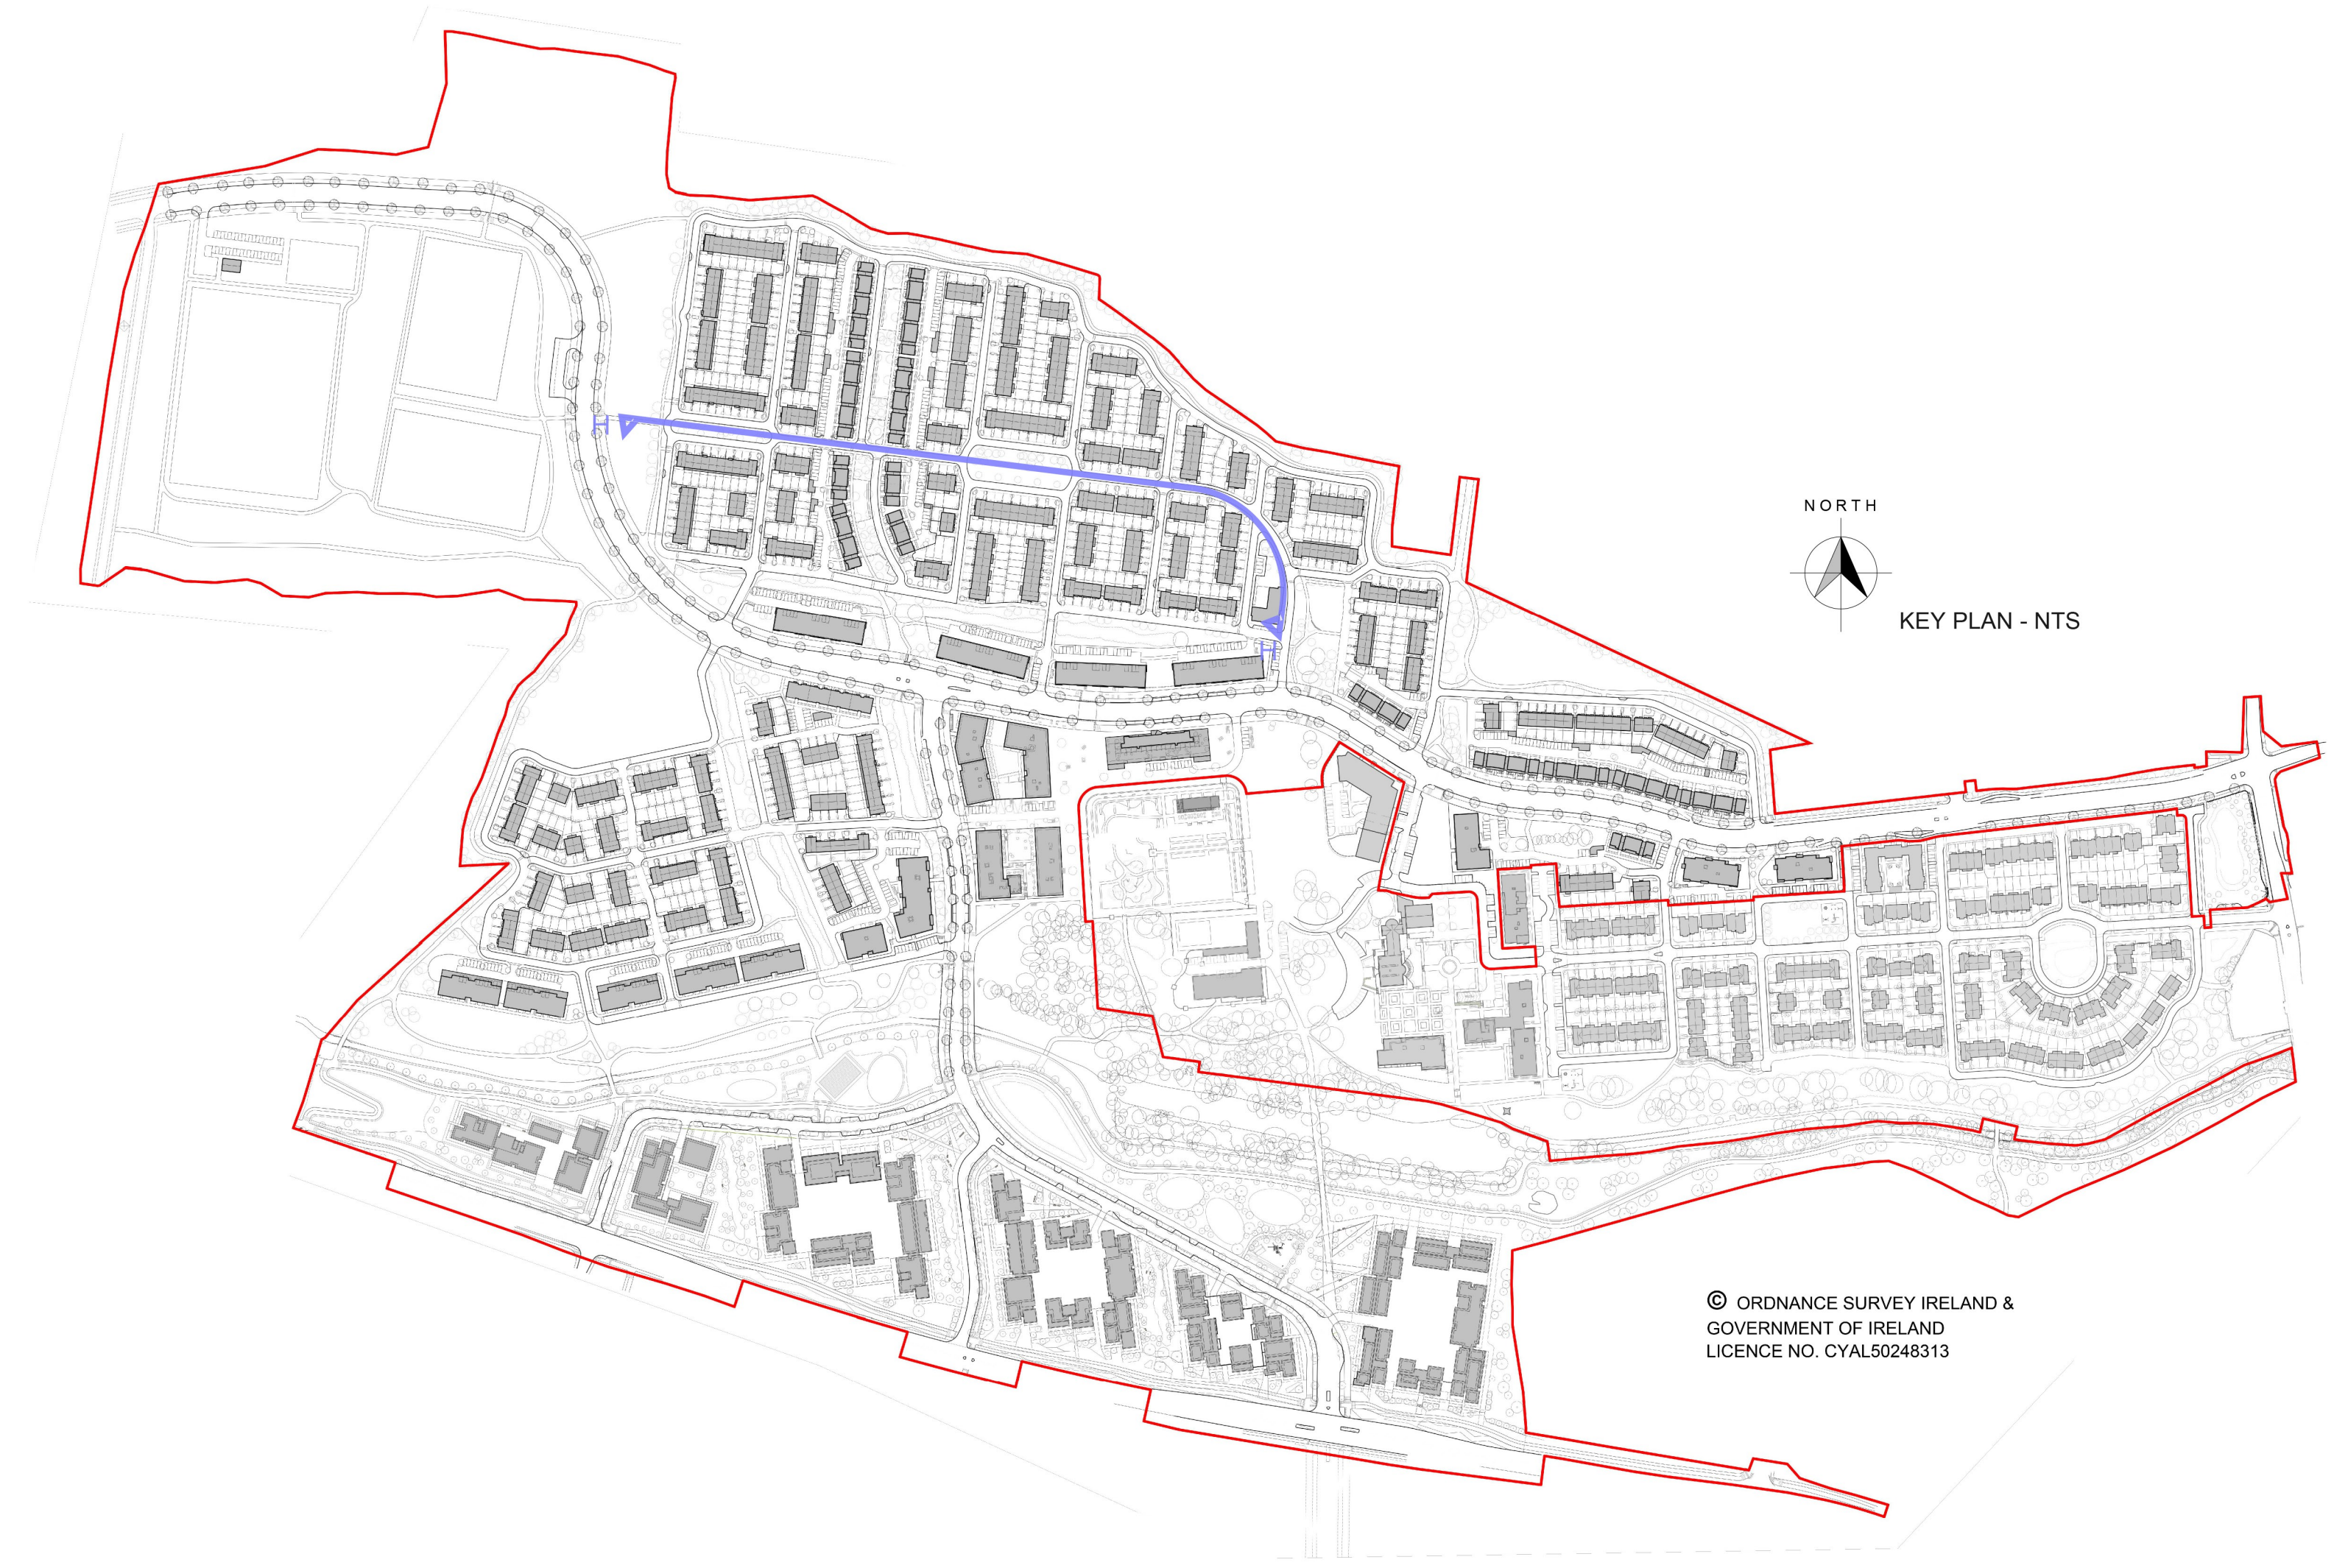 H
NORTH
KEY PLAN - NTS
H
© ORDNANCE SURVEY IRELAND &
GOVERNMENT OF IRELAND
LICENCE NO. CYAL50248313